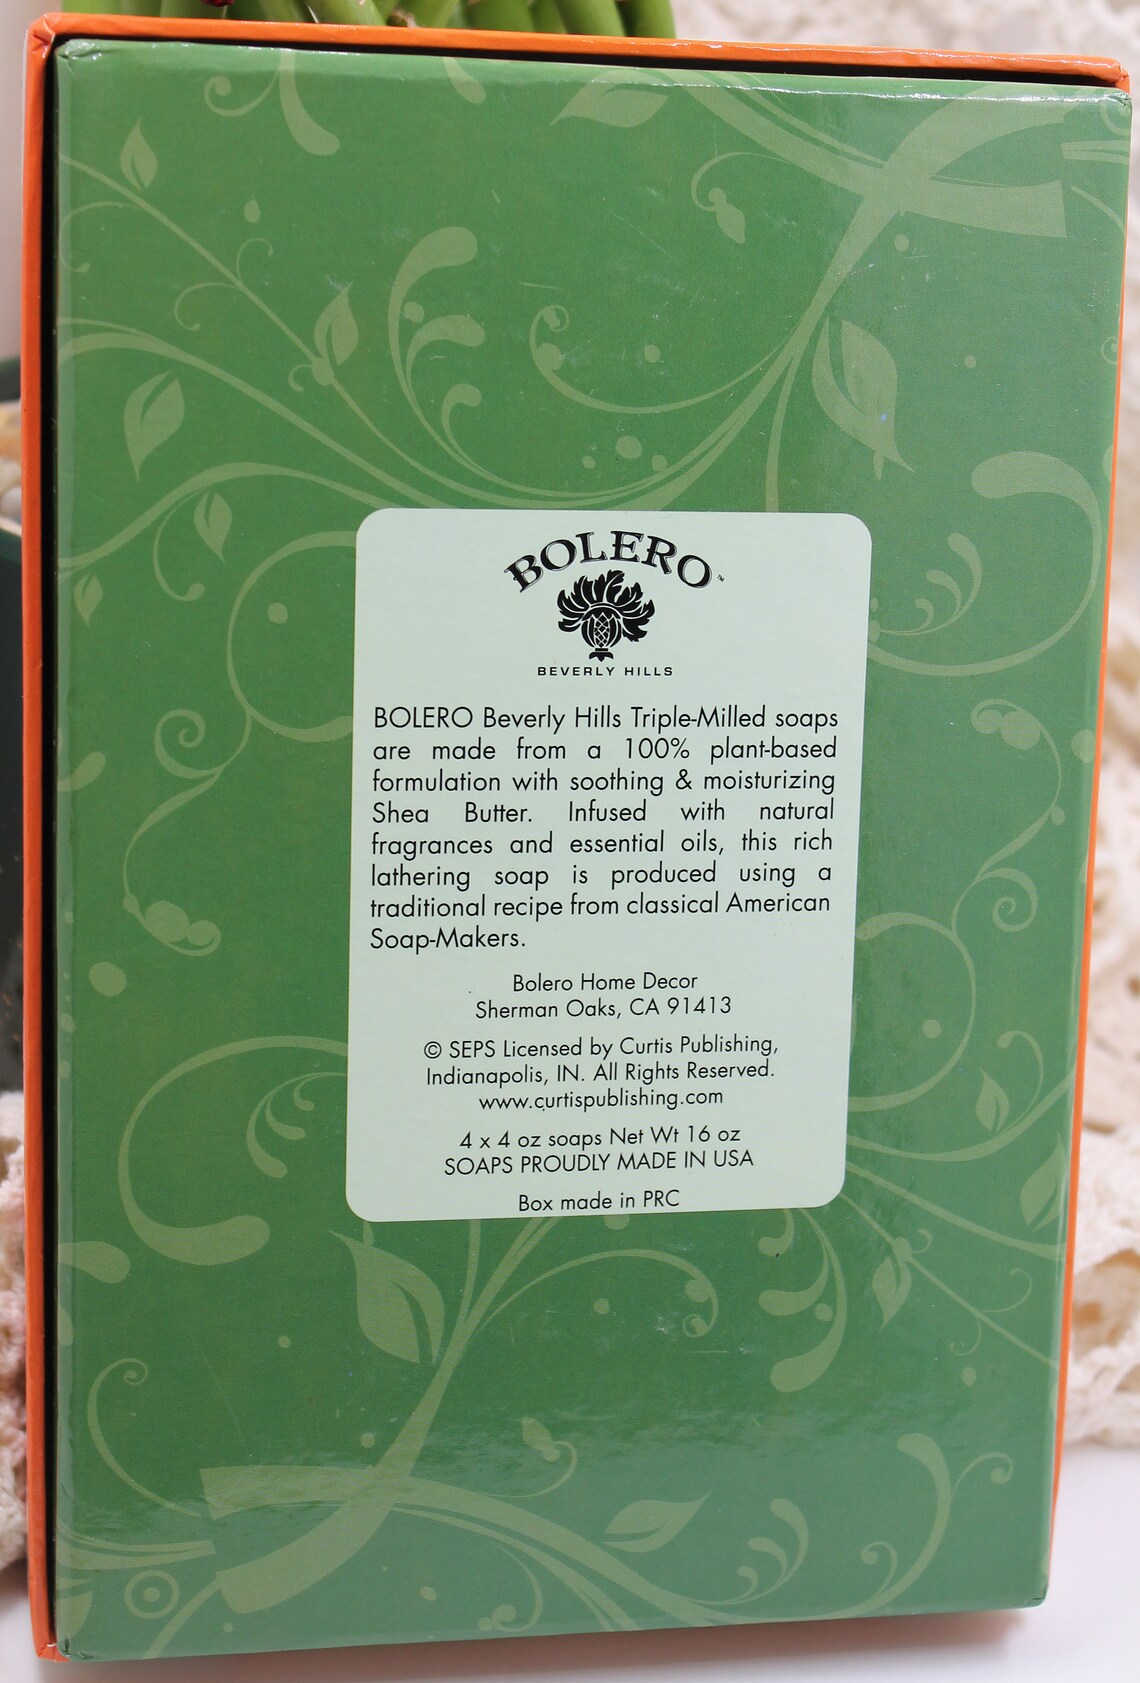 BOLERO™
BEVERLY HILLS
BOLERO Beverly Hills Triple-Milled soaps
are made from a 100% plant-based
formulation with soothing & moisturizing
Shea Butter. Infused with natural
fragrances and essential oils, this rich
lathering soap is produced using a
traditional recipe from classical American
Soap-Makers.
Bolero Home Decor
Sherman Oaks, CA 91413
© SEPS Licensed by Curtis Publishing,
Indianapolis, IN. All Rights Reserved.
www.curtispublishing.com
4 x 4 oz soaps Net Wt 16 oz
SOAPS PROUDLY MADE IN USA
Box made in PRC